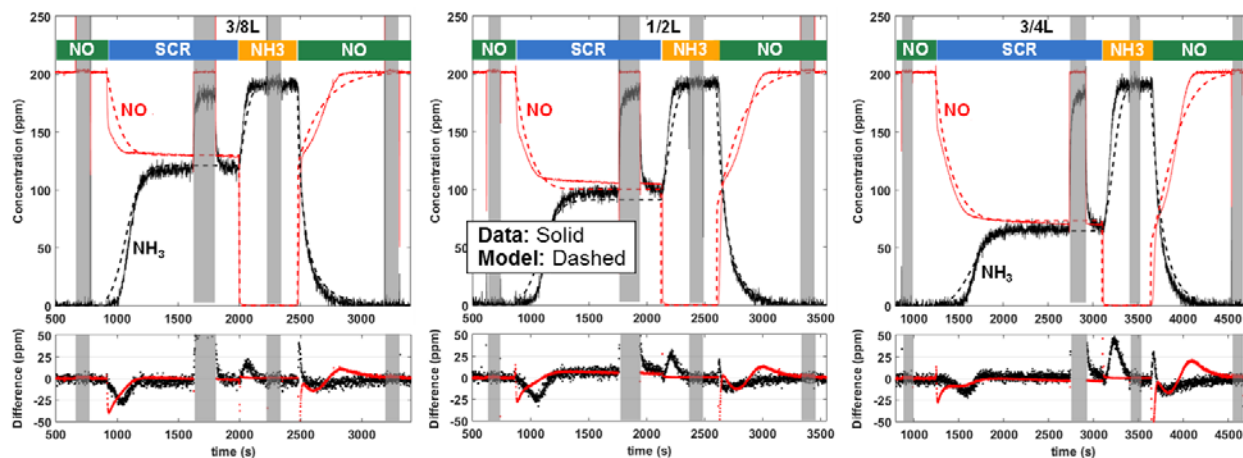 3/8L
NO SCR NH3 NO
250
200
150
100
50
0
Concentration (ppm)
NO
NH3
500 1000 1500 2000 2500 3000
50
25
0
-25
-50
Difference (ppm)
500 1000 1500 2000 2500 3000
time (s)
1/2L
NO SCR NH3 NO
250
200
150
100
50
0
Concentration (ppm)
Data: Solid
Model: Dashed
500 1000 1500 2000 2500 3000 3500
50
25
0
-25
-50
Difference (ppm)
500 1000 1500 2000 2500 3000 3500
time (s)
3/4L
NO SCR NH3 NO
250
200
150
100
50
0
Concentration (ppm)
NO
NH3
1000 1500 2000 2500 3000 3500 4000 4500
50
25
0
-25
-50
Difference (ppm)
1000 1500 2000 2500 3000 3500 4000 4500
time (s)